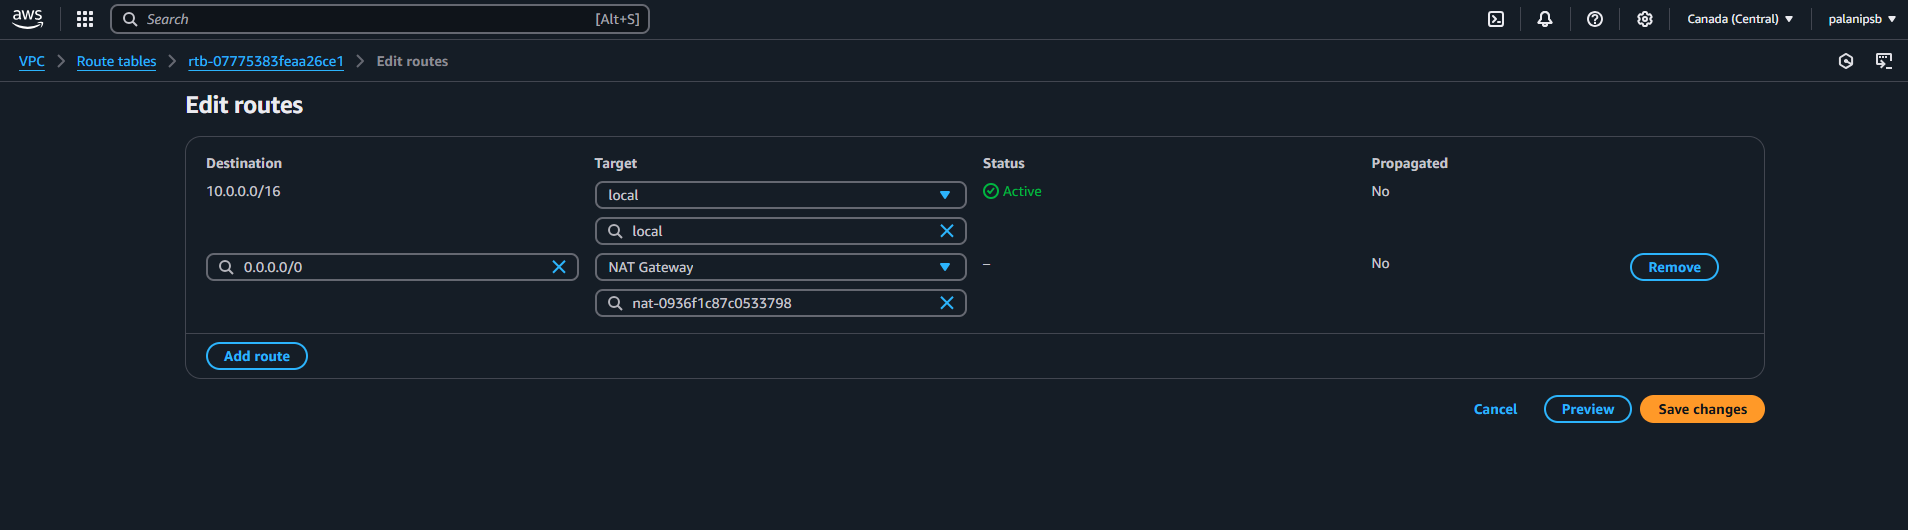 aws
Search [Alt+S]
Canada (Central) palanipsb
VPC Route tables rtb-07775383feaa26ce1 Edit routes
Edit routes
Destination Target Status Propagated
10.0.0.0/16 local Active No
local
0.0.0.0/0 NAT Gateway – No Remove
nat-0936f1c87c0533798
Add route
Cancel Preview Save changes